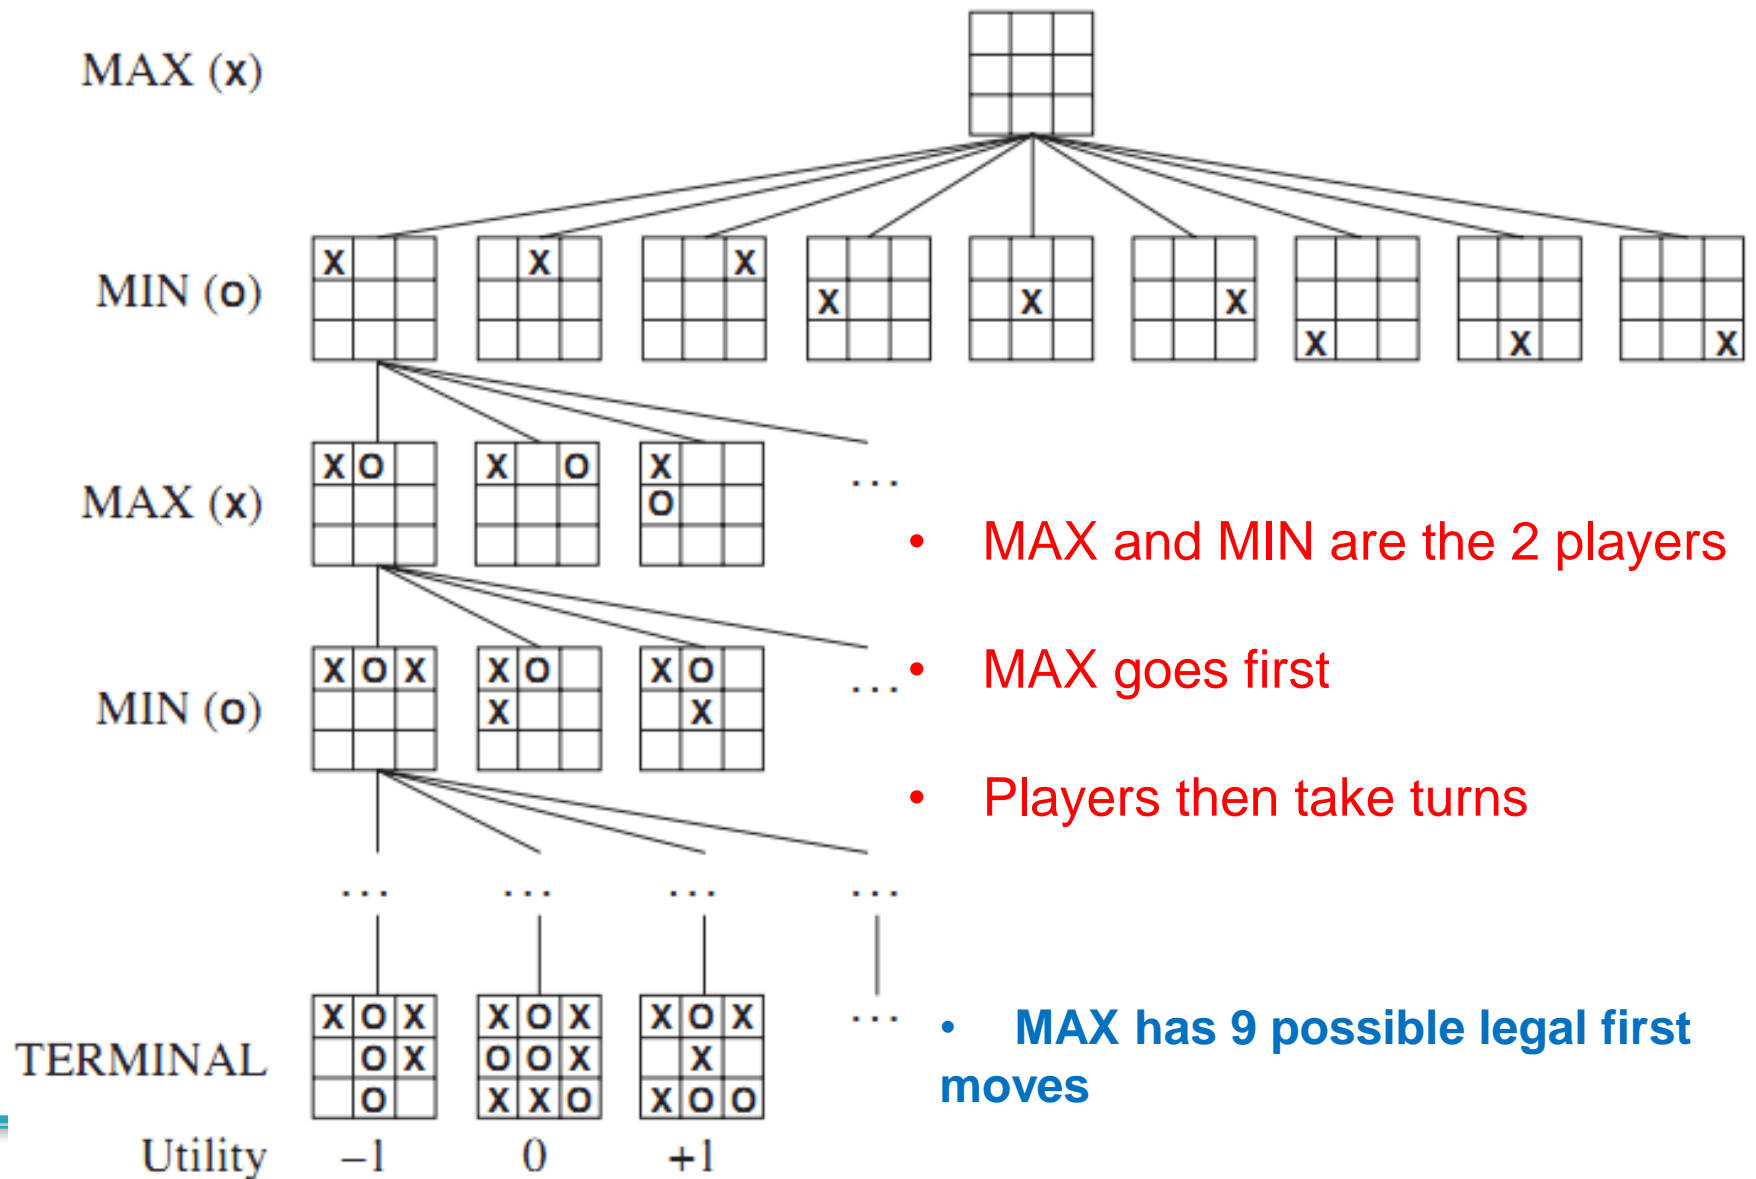 MAX (x)
MIN (o)
X X X X X X X X X
MAX (x)
X O X O X
O
...
• MAX and MIN are the 2 players
MIN (o)
X O X X O X O
X X
...
• MAX goes first
• Players then take turns
... ... ... ...
TERMINAL
X O X X O X X O X
O X O O X X
O X X O X O O
...
• MAX has 9 possible legal first
moves
Utility –1 0 +1